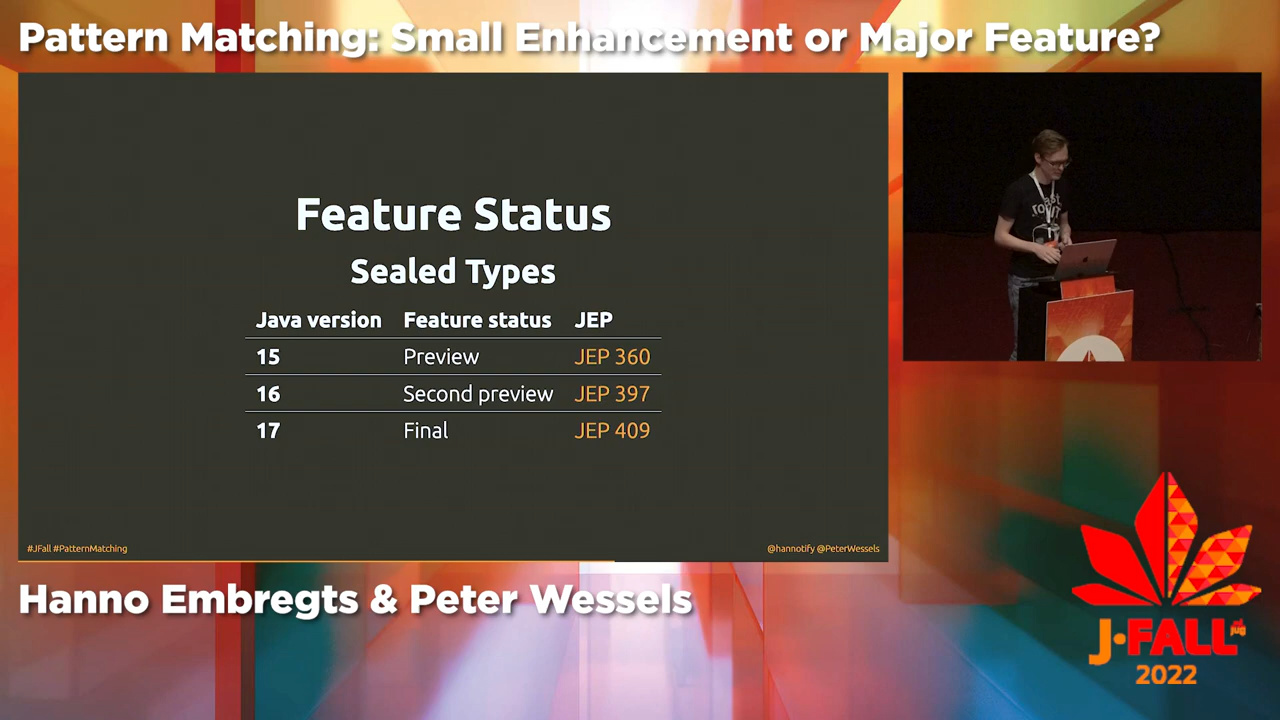 Pattern Matching: Small Enhancement or Major Feature?
Feature Status
Sealed Types
Java version Feature status JEP
15 Preview JEP 360
16 Second preview JEP 397
17 Final JEP 409
#JFall #PatternMatching
@hannotify @PeterWessels
Hanno Embregts & Peter Wessels
J-FALL
nljug
2022